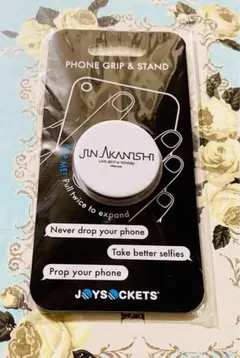 PHONE GRIP & STAND
Pull twice to expand
JIN AKANISHI
Never drop your phone
Take better selfies
Prop your phone
JOYSOCKETS